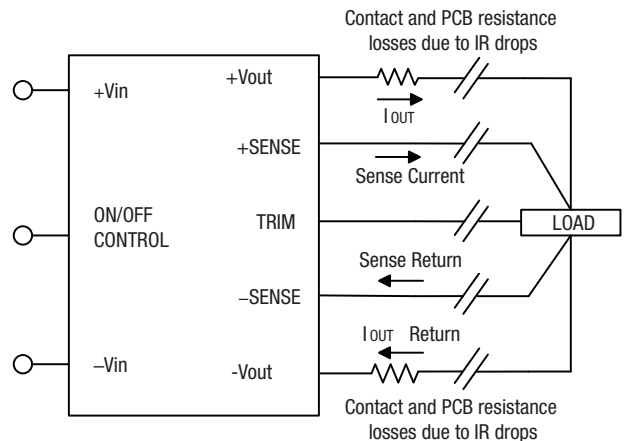 Contact and PCB resistance
losses due to IR drops
+Vout
+Vin
IOUT
+SENSE
Sense Current
ON/OFF
CONTROL
TRIM
LOAD
Sense Return
−SENSE
IOUT Return
−Vin
-Vout
Contact and PCB resistance
losses due to IR drops